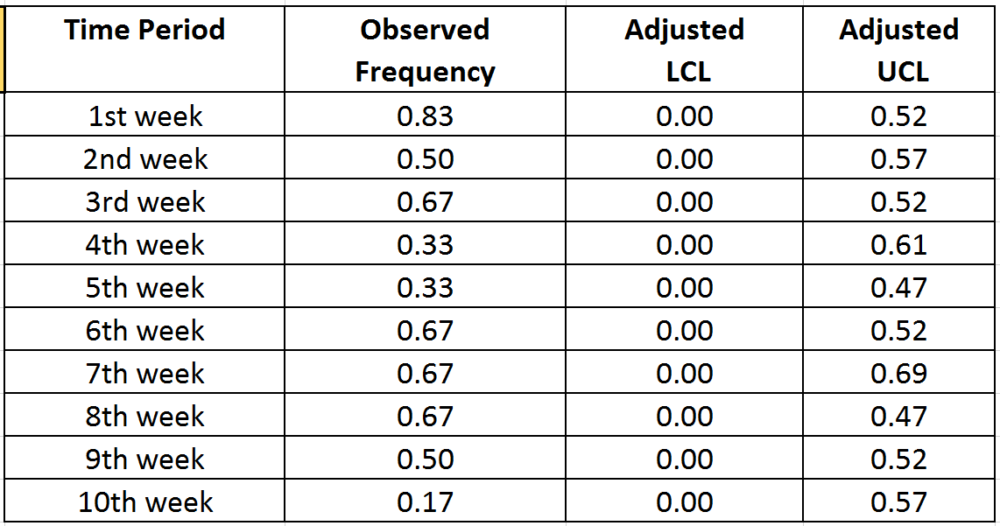 Time Period Observed Frequency Adjusted LCL Adjusted UCL
1st week 0.83 0.00 0.52
2nd week 0.50 0.00 0.57
3rd week 0.67 0.00 0.52
4th week 0.33 0.00 0.61
5th week 0.33 0.00 0.47
6th week 0.67 0.00 0.52
7th week 0.67 0.00 0.69
8th week 0.67 0.00 0.47
9th week 0.50 0.00 0.52
10th week 0.17 0.00 0.57